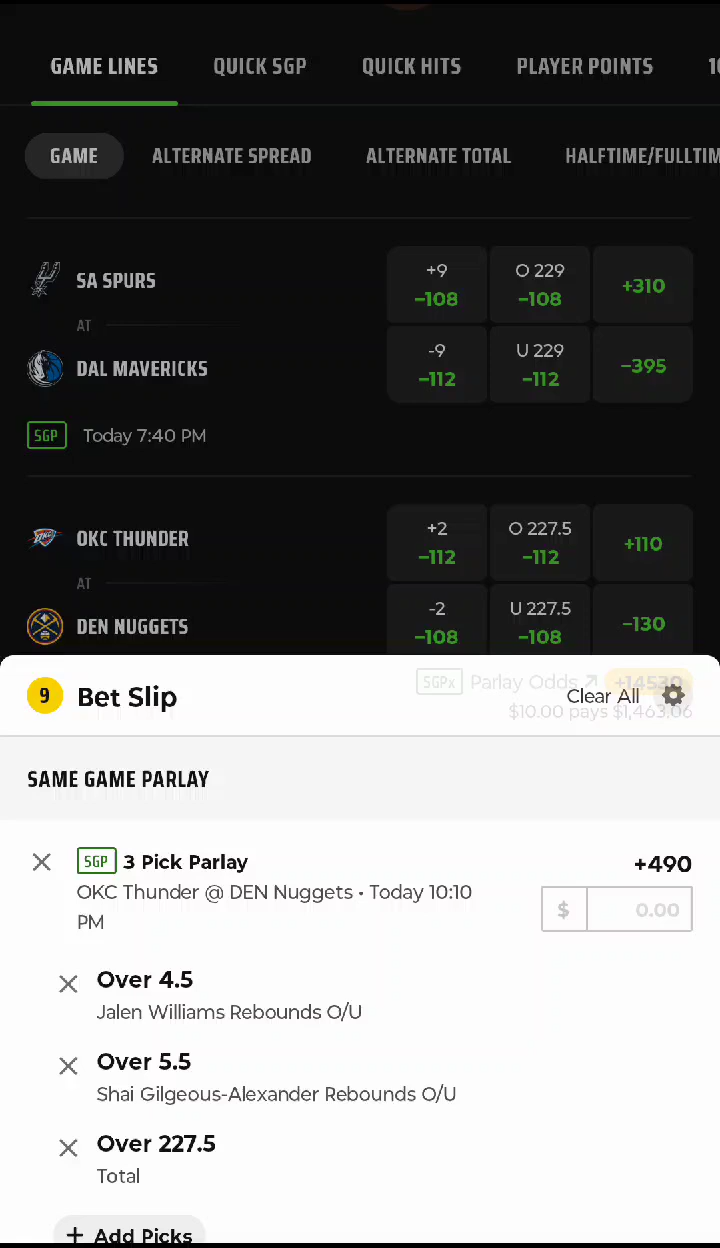 GAME LINES QUICK SGP QUICK HITS PLAYER POINTS
GAME ALTERNATE SPREAD ALTERNATE TOTAL HALFTIME/FULLTIM
+9 O 229
SA SPURS +310
-108 -108
AT
-9 U 229
DAL MAVERICKS -395
-112 -112
SGP Today 7:40 PM
+2 O 227.5
OKC THUNDER +110
-112 -112
AT
-2 U 227.5
DEN NUGGETS -130
-108 -108
SGPx Parlay Odds +14530
9 Bet Slip Clear All
$10.00 pays $1,463.06
SAME GAME PARLAY
SGP 3 Pick Parlay +490
OKC Thunder @ DEN Nuggets • Today 10:10
PM
$ 0.00
Over 4.5
Jalen Williams Rebounds O/U
Over 5.5
Shai Gilgeous-Alexander Rebounds O/U
Over 227.5
Total
+ Add Picks